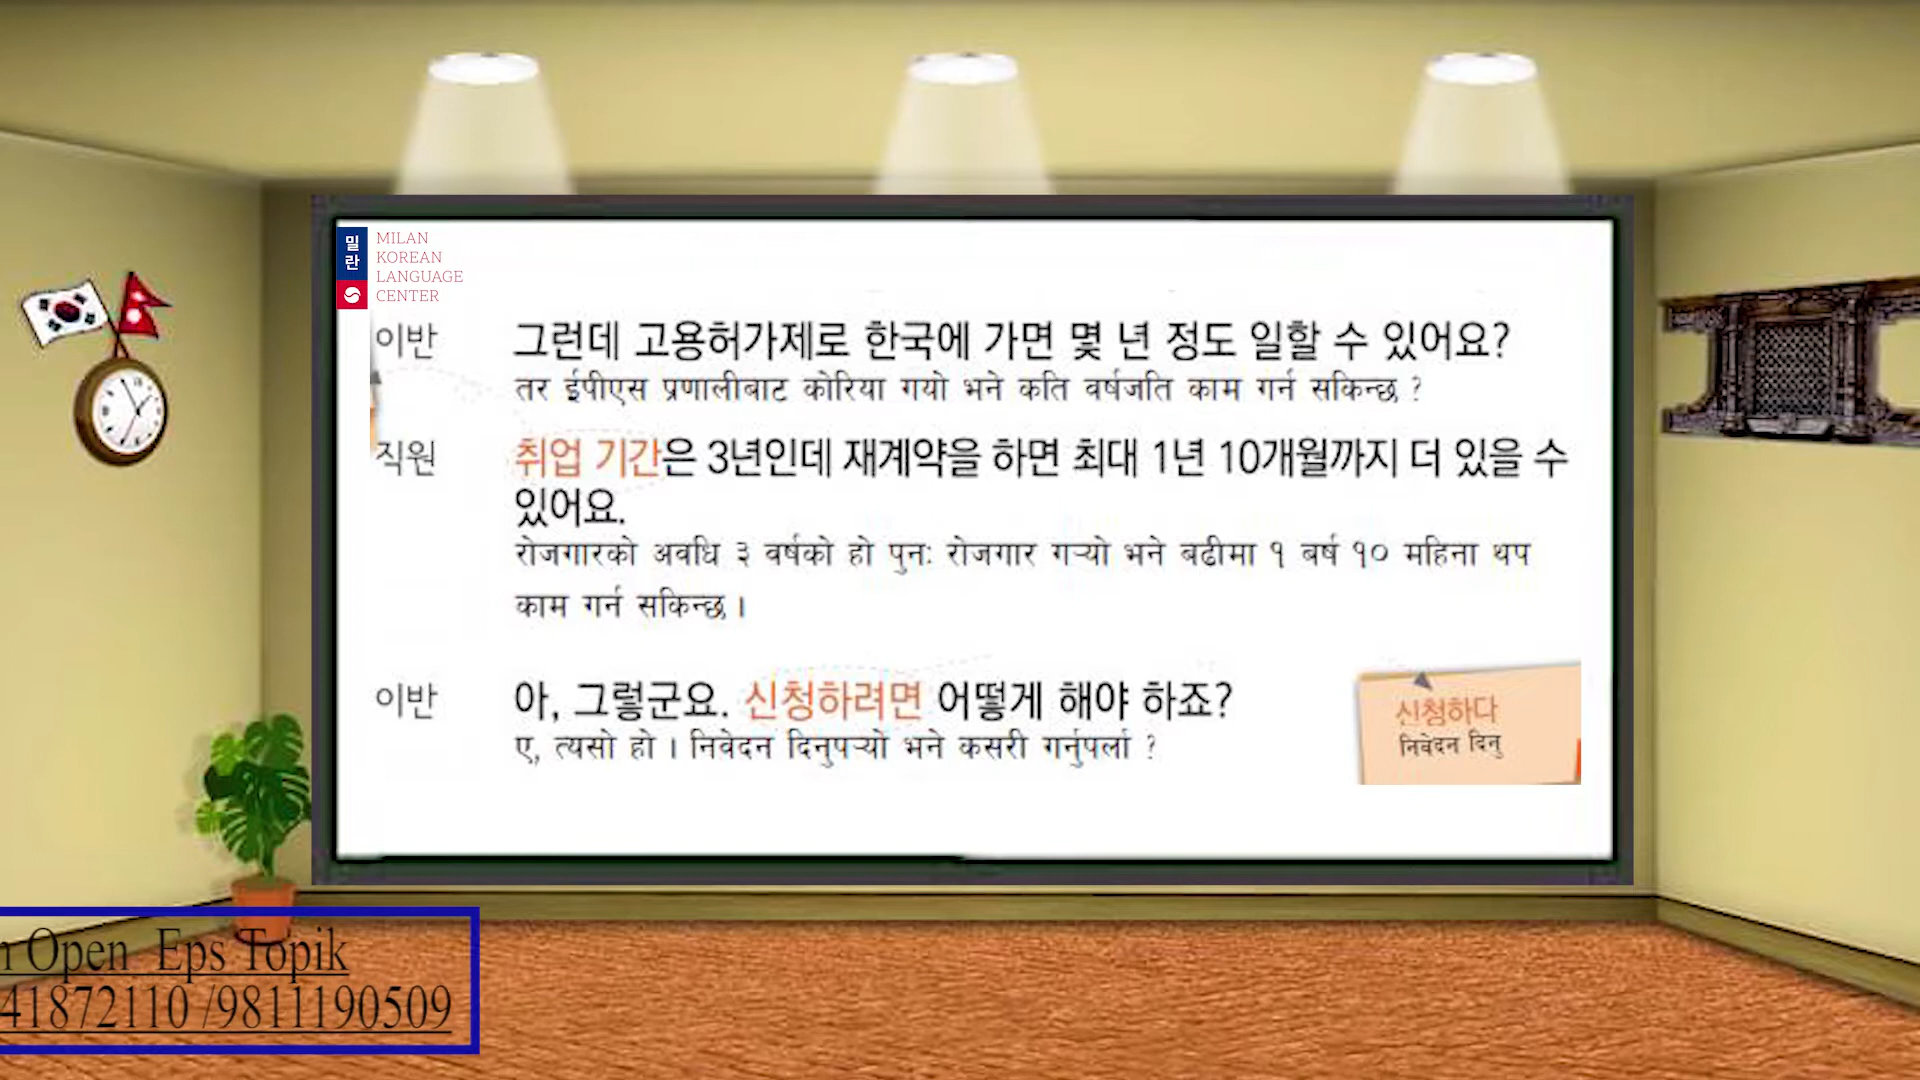 밀란
MILAN
KOREAN
LANGUAGE
CENTER
이반 그런데 고용허가제로 한국에 가면 몇 년 정도 일할 수 있어요?
तर ईपीएस प्रणालीबाट कोरिया गयो भने कति वर्षजति काम गर्न सकिन्छ ?
직원 취업 기간은 3년인데 재계약을 하면 최대 1년 10개월까지 더 있을 수
있어요.
रोजगारको अवधि ३ वर्षको हो पुनः रोजगार गऱ्यो भने बढीमा १ बर्ष १० महिना थप
काम गर्न सकिन्छ ।
이반 아, 그렇군요. 신청하려면 어떻게 해야 하죠?
ए, त्यसो हो । निवेदन दिनुपऱ्यो भने कसरी गर्नुपर्ला ?
신청하다
निवेदन दिनु
Open Eps Topik
41872110 /9811190509